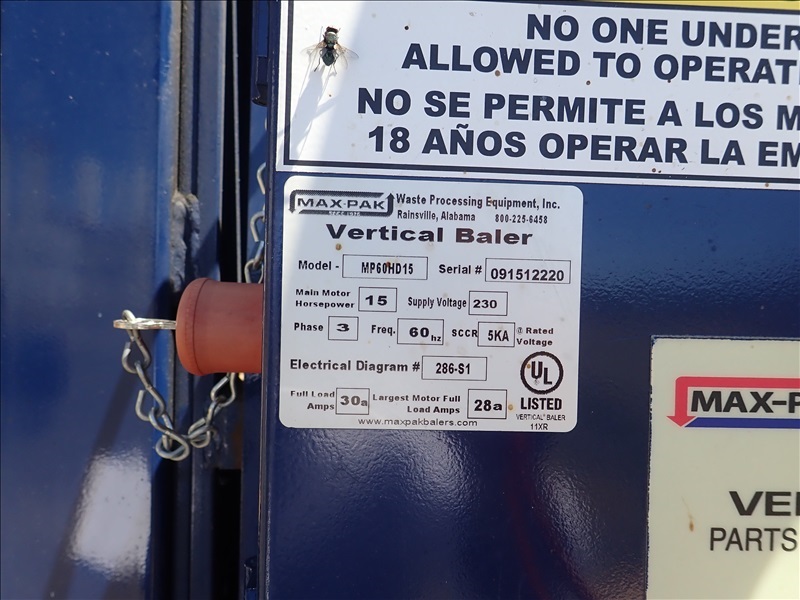 NO ONE UNDER
ALLOWED TO OPERAT
NO SE PERMITE A LOS M
18 AÑOS OPERAR LA EM
MAX-PAK Waste Processing Equipment, Inc.
Rainsville, Alabama 800-225-6458
Vertical Baler
Model - MP60HD15 Serial # 091512220
Main Motor Horsepower 15 Supply Voltage 230
Phase 3 Freq. 60 hz SCCR 5KA @ Rated Voltage
Electrical Diagram # 286-S1
UL
LISTED
VERTICAL BALER
11XR
Full Load Amps 30a Largest Motor Full Load Amps 28a
www.maxpakbalers.com
MAX-P
VE
PARTS